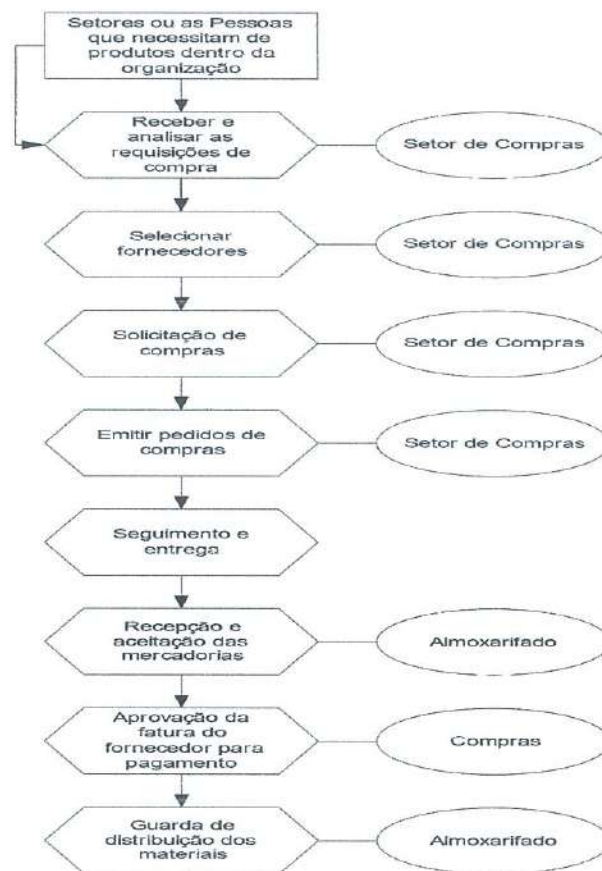 Setores ou as Pessoas
que necessitam de
produtos dentro da
organização
Receber e
analisar as
requisições de
compra
Setor de Compras
Selecionar
fornecedores
Setor de Compras
Solicitação de
compras
Setor de Compras
Emitir pedidos de
compras
Setor de Compras
Seguimento e
entrega
Recepção e
aceitação das
mercadorias
Almoxarifado
Aprovação da
fatura do
fornecedor para
pagamento
Compras
Guarda de
distribuição dos
materiais
Almoxarifado